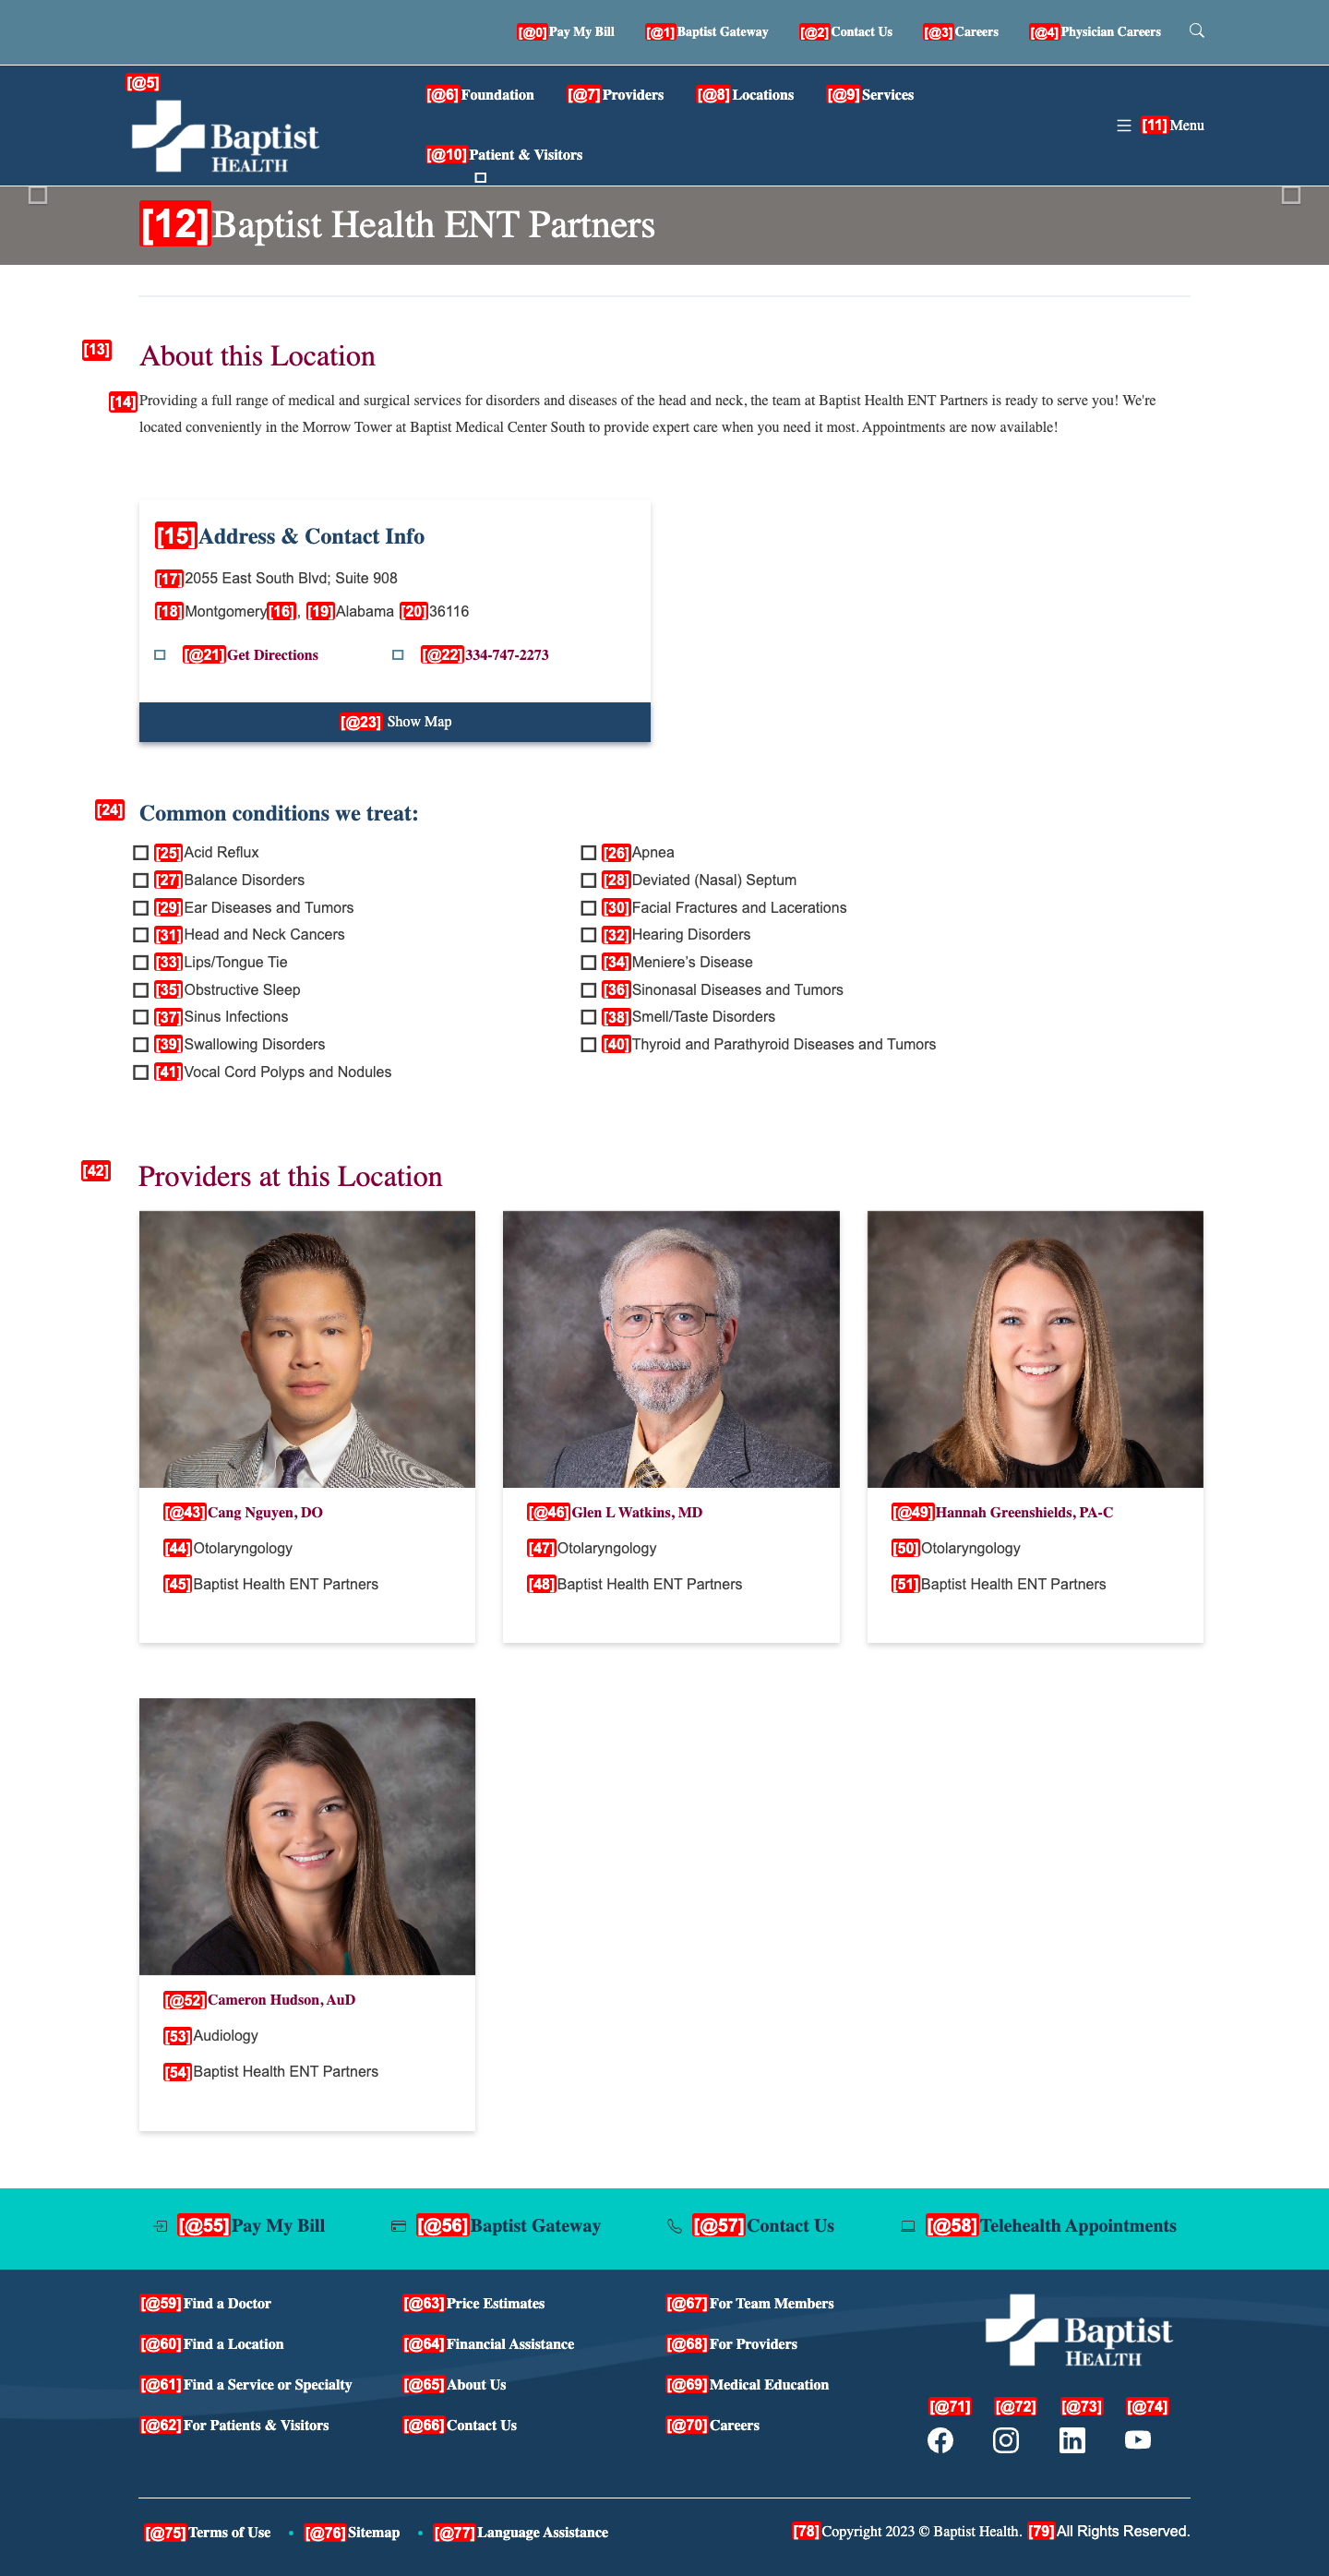 [@0]Pay My Bill [@1]Baptist Gateway [@2]Contact Us [@3]Careers [@4]Physician Careers
[@5]
Baptist
HEALTH
[@6]Foundation [@7]Providers [@8]Locations [@9]Services
[@10]Patient & Visitors
[11]Menu
[12]Baptist Health ENT Partners
[13] About this Location
[14]Providing a full range of medical and surgical services for disorders and diseases of the head and neck, the team at Baptist Health ENT Partners is ready to serve you! We're
located conveniently in the Morrow Tower at Baptist Medical Center South to provide expert care when you need it most. Appointments are now available!
[15]Address & Contact Info
[17]2055 East South Blvd; Suite 908
[18]Montgomery[16], [19]Alabama [20]36116
[@21]Get Directions [@22]334-747-2273
[@23] Show Map
[24] Common conditions we treat:
[25]Acid Reflux [26]Apnea
[27]Balance Disorders [28]Deviated (Nasal) Septum
[29]Ear Diseases and Tumors [30]Facial Fractures and Lacerations
[31]Head and Neck Cancers [32]Hearing Disorders
[33]Lips/Tongue Tie [34]Meniere’s Disease
[35]Obstructive Sleep [36]Sinonasal Diseases and Tumors
[37]Sinus Infections [38]Smell/Taste Disorders
[39]Swallowing Disorders [40]Thyroid and Parathyroid Diseases and Tumors
[41]Vocal Cord Polyps and Nodules
[42] Providers at this Location
[@43]Cang Nguyen, DO [@46]Glen L Watkins, MD [@49]Hannah Greenshields, PA-C
[44]Otolaryngology [47]Otolaryngology [50]Otolaryngology
[45]Baptist Health ENT Partners [48]Baptist Health ENT Partners [51]Baptist Health ENT Partners
[@52]Cameron Hudson, AuD
[53]Audiology
[54]Baptist Health ENT Partners
[@55]Pay My Bill [@56]Baptist Gateway [@57]Contact Us [@58]Telehealth Appointments
[@59]Find a Doctor [@63]Price Estimates [@67]For Team Members
[@60]Find a Location [@64]Financial Assistance [@68]For Providers
[@61]Find a Service or Specialty [@65]About Us [@69]Medical Education
[@62]For Patients & Visitors [@66]Contact Us [@70]Careers
Baptist
HEALTH
[@71] [@72] [@73] [@74]
[@75]Terms of Use • [@76]Sitemap • [@77]Language Assistance
[78]Copyright 2023 © Baptist Health. [79]All Rights Reserved.